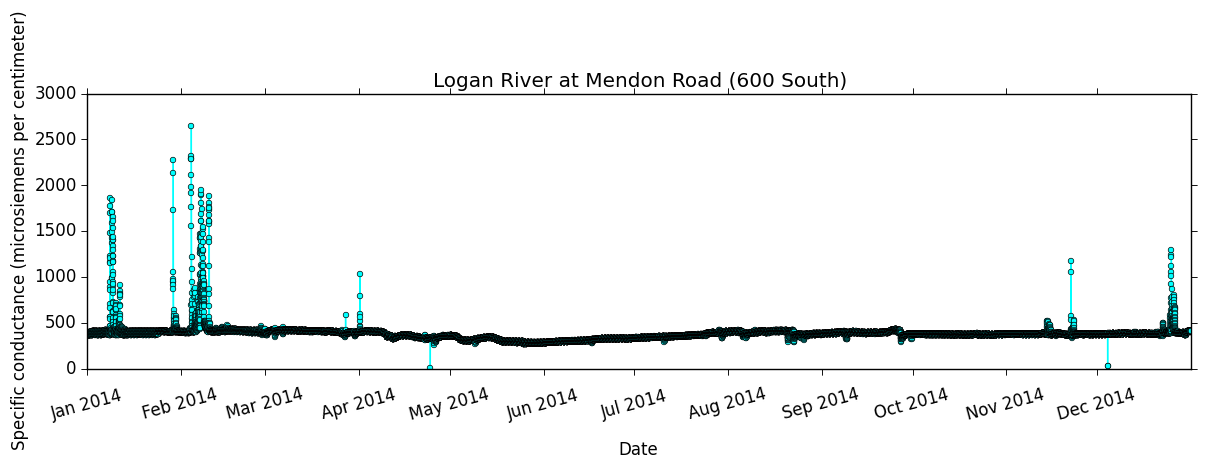 Logan River at Mendon Road (600 South)
Specific conductance (microsiemens per centimeter)
3000
2500
2000
1500
1000
500
0
Jan 2014
Feb 2014
Mar 2014
Apr 2014
May 2014
Jun 2014
Jul 2014
Aug 2014
Sep 2014
Oct 2014
Nov 2014
Dec 2014
Date